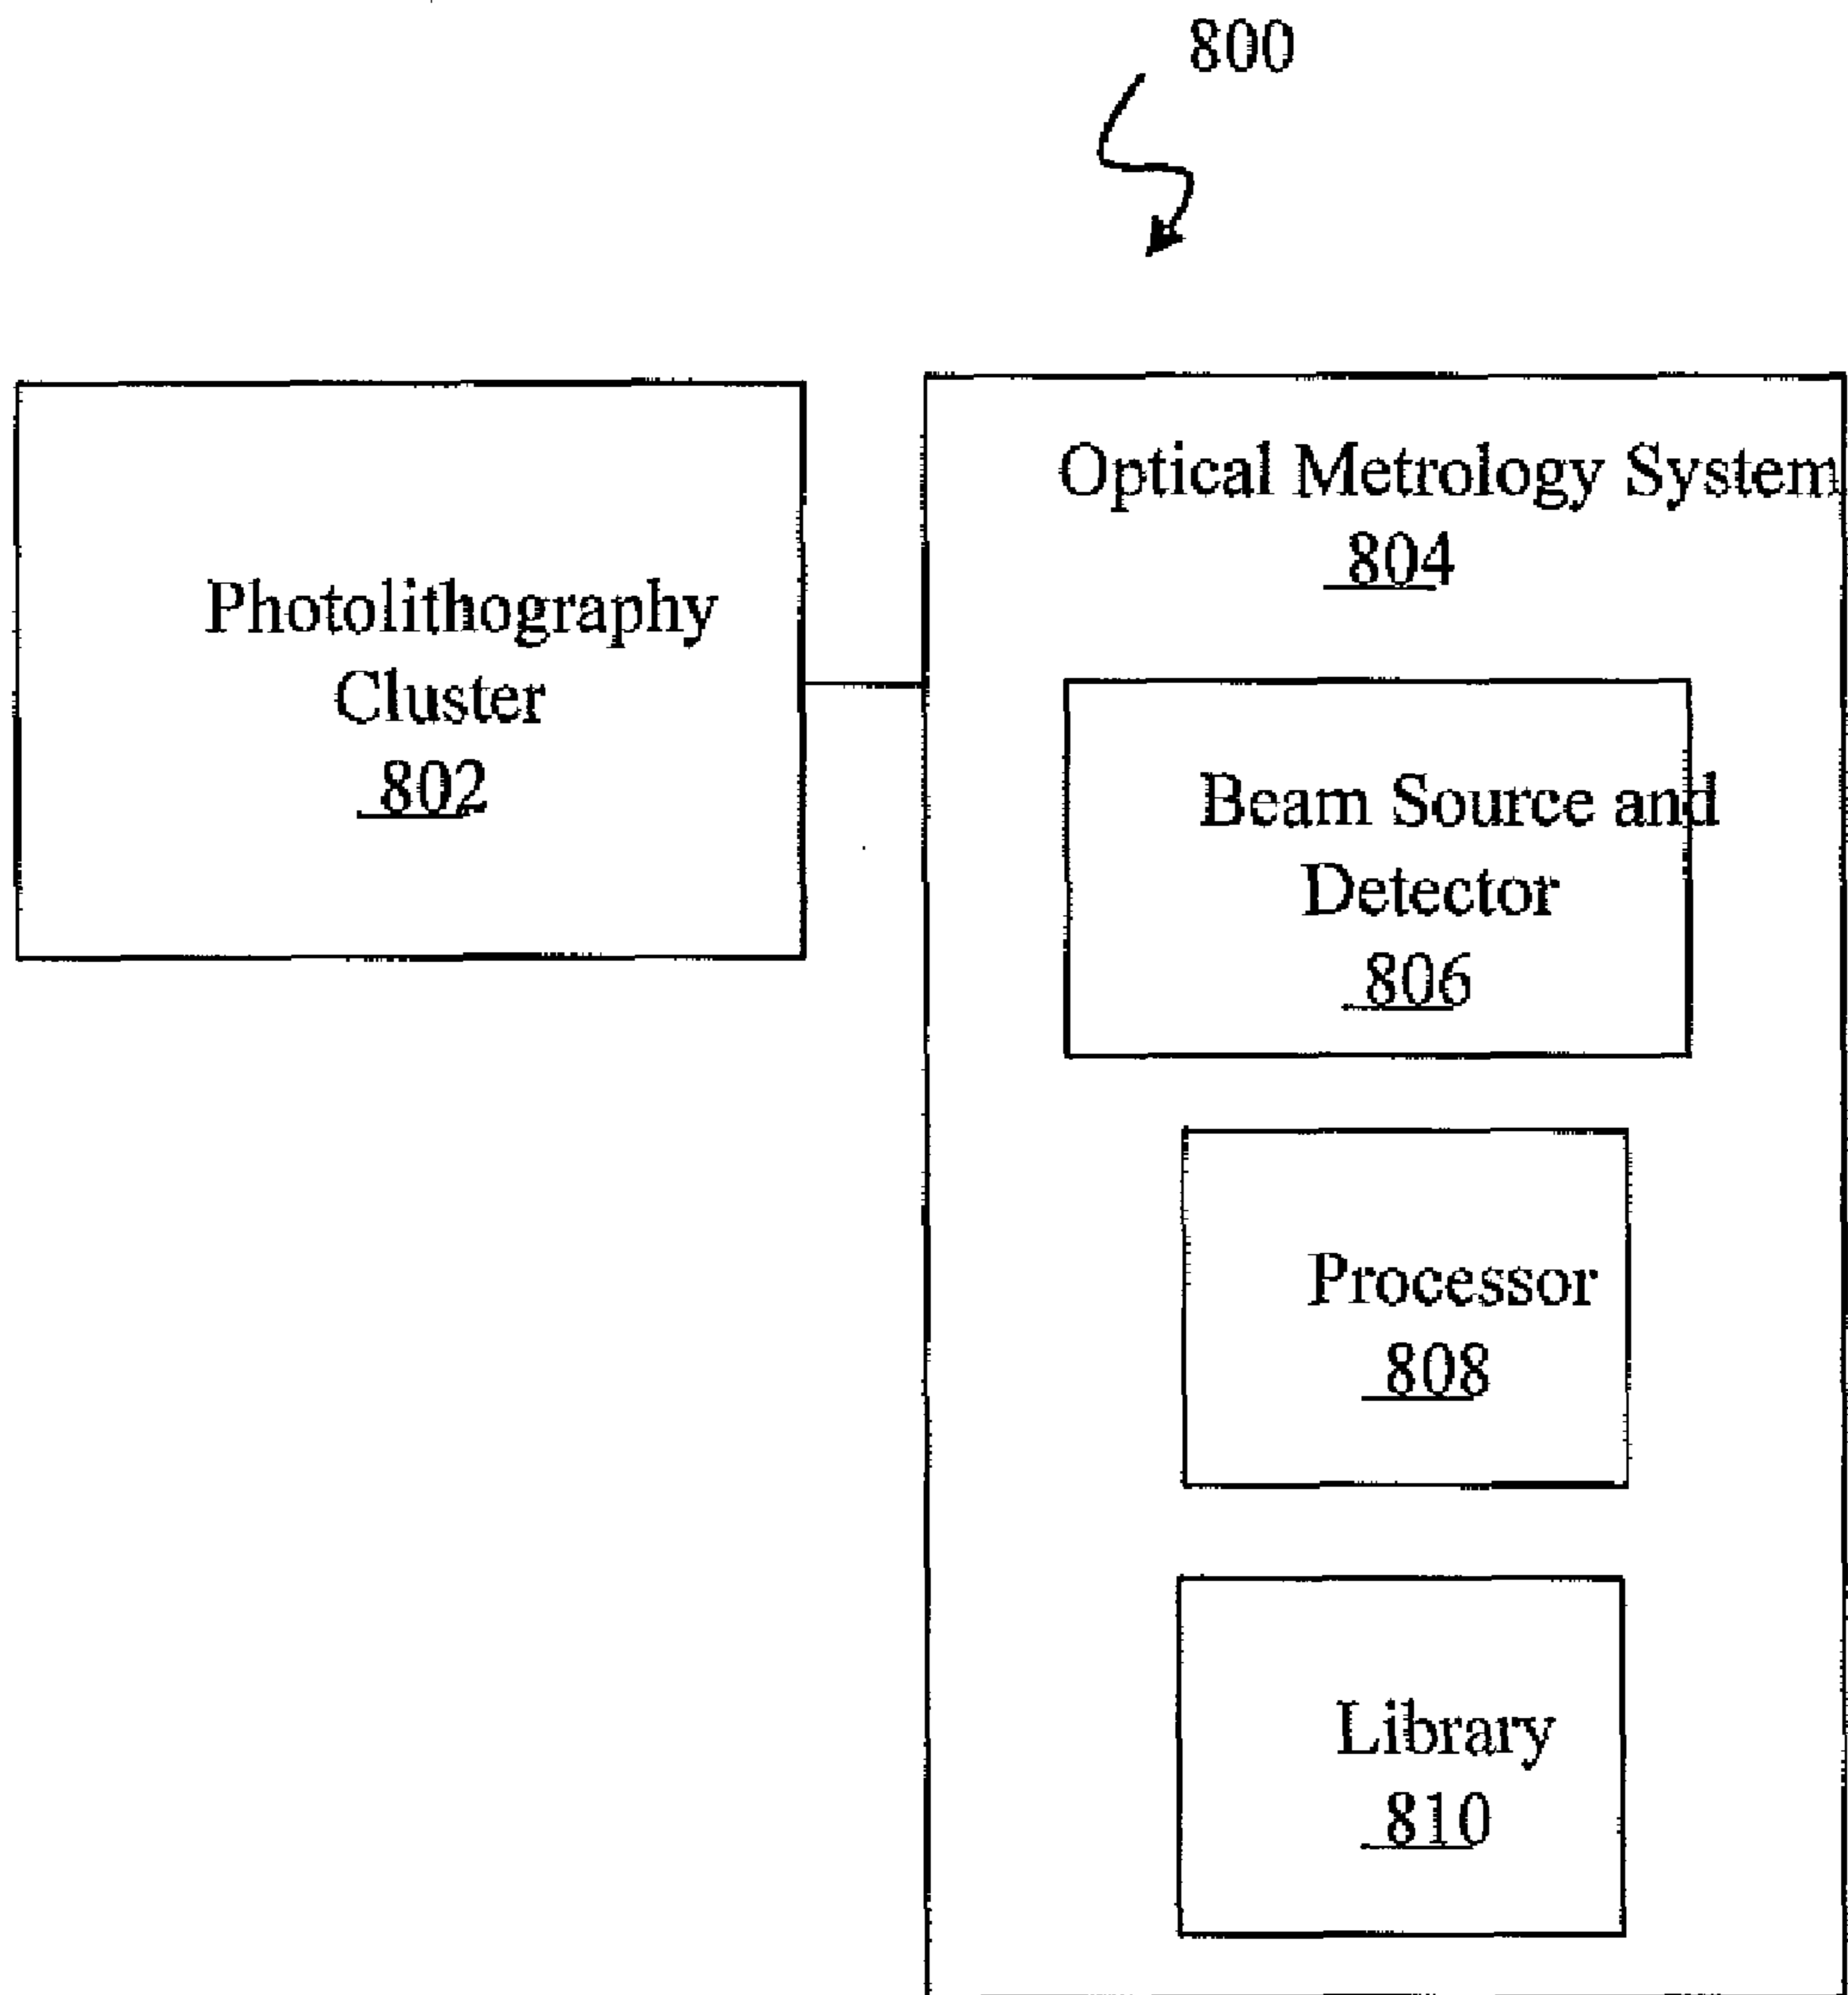 800
Photolithography
Cluster
802
Optical Metrology System
804
Beam Source and
Detector
806
Processor
808
Library
810